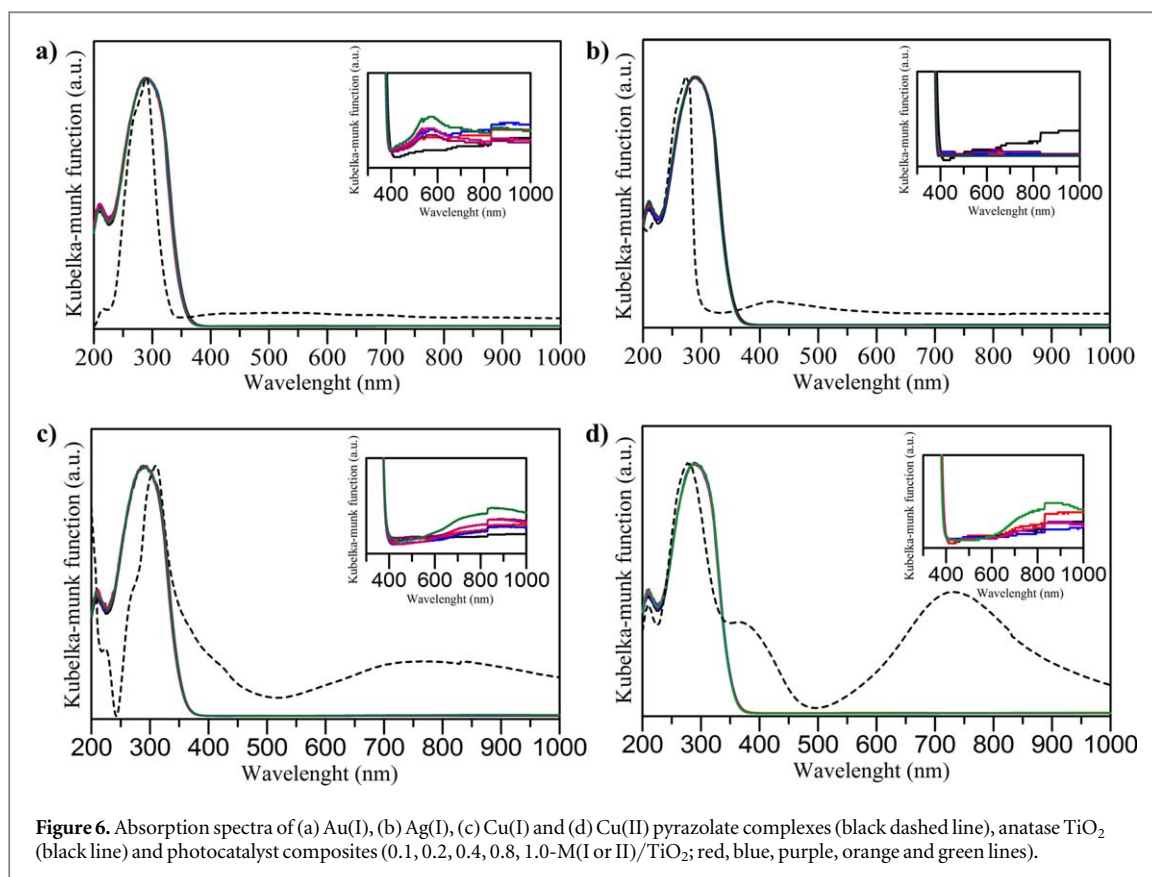 a)
Kubelka-munk function (a.u.)
Kubelka-munk function (a.u.)
400 600 800 1000
Wavelenght (nm)
200 300 400 500 600 700 800 900 1000
Wavelenght (nm)
b)
Kubelka-munk function (a.u.)
Kubelka-munk function (a.u.)
400 600 800 1000
Wavelenght (nm)
200 300 400 500 600 700 800 900 1000
Wavelenght (nm)
c)
Kubelka-munk function (a.u.)
Kubelka-munk function (a.u.)
400 600 800 1000
Wavelenght (nm)
200 300 400 500 600 700 800 900 1000
Wavelenght (nm)
d)
Kubelka-munk function (a.u.)
Kubelka-munk function (a.u.)
400 600 800 1000
Wavelenght (nm)
200 300 400 500 600 700 800 900 1000
Wavelenght (nm)
Figure 6. Absorption spectra of (a) Au(I), (b) Ag(I), (c) Cu(I) and (d) Cu(II) pyrazolate complexes (black dashed line), anatase TiO₂
(black line) and photocatalyst composites (0.1, 0.2, 0.4, 0.8, 1.0-M(I or II)/TiO₂; red, blue, purple, orange and green lines).